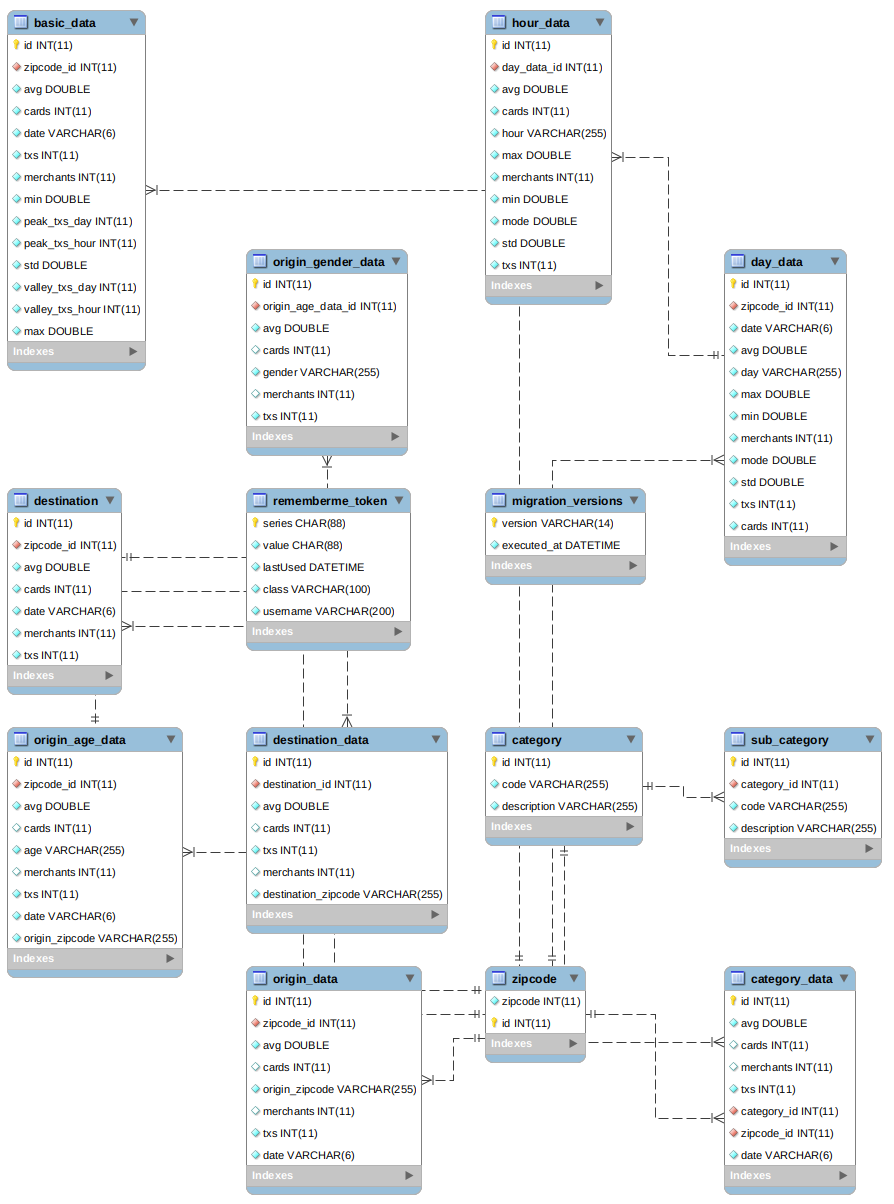 basic_data
id INT(11)
zipcode_id INT(11)
avg DOUBLE
cards INT(11)
date VARCHAR(6)
txs INT(11)
merchants INT(11)
min DOUBLE
peak_txs_day INT(11)
peak_txs_hour INT(11)
std DOUBLE
valley_txs_day INT(11)
valley_txs_hour INT(11)
max DOUBLE
Indexes
hour_data
id INT(11)
day_data_id INT(11)
avg DOUBLE
cards INT(11)
hour VARCHAR(255)
max DOUBLE
merchants INT(11)
min DOUBLE
mode DOUBLE
std DOUBLE
txs INT(11)
Indexes
origin_gender_data
id INT(11)
origin_age_data_id INT(11)
avg DOUBLE
cards INT(11)
gender VARCHAR(255)
merchants INT(11)
txs INT(11)
Indexes
day_data
id INT(11)
zipcode_id INT(11)
date VARCHAR(6)
avg DOUBLE
day VARCHAR(255)
max DOUBLE
min DOUBLE
merchants INT(11)
mode DOUBLE
std DOUBLE
txs INT(11)
cards INT(11)
Indexes
destination
id INT(11)
zipcode_id INT(11)
avg DOUBLE
cards INT(11)
date VARCHAR(6)
merchants INT(11)
txs INT(11)
Indexes
rememberme_token
series CHAR(88)
value CHAR(88)
lastUsed DATETIME
class VARCHAR(100)
username VARCHAR(200)
Indexes
migration_versions
version VARCHAR(14)
executed_at DATETIME
Indexes
origin_age_data
id INT(11)
zipcode_id INT(11)
avg DOUBLE
cards INT(11)
age VARCHAR(255)
merchants INT(11)
txs INT(11)
date VARCHAR(6)
origin_zipcode VARCHAR(255)
Indexes
destination_data
id INT(11)
destination_id INT(11)
avg DOUBLE
cards INT(11)
txs INT(11)
merchants INT(11)
destination_zipcode VARCHAR(255)
Indexes
category
id INT(11)
code VARCHAR(255)
description VARCHAR(255)
Indexes
sub_category
id INT(11)
category_id INT(11)
code VARCHAR(255)
description VARCHAR(255)
Indexes
origin_data
id INT(11)
zipcode_id INT(11)
avg DOUBLE
cards INT(11)
origin_zipcode VARCHAR(255)
merchants INT(11)
txs INT(11)
date VARCHAR(6)
Indexes
zipcode
zipcode INT(11)
id INT(11)
Indexes
category_data
id INT(11)
avg DOUBLE
cards INT(11)
merchants INT(11)
txs INT(11)
category_id INT(11)
zipcode_id INT(11)
date VARCHAR(6)
Indexes